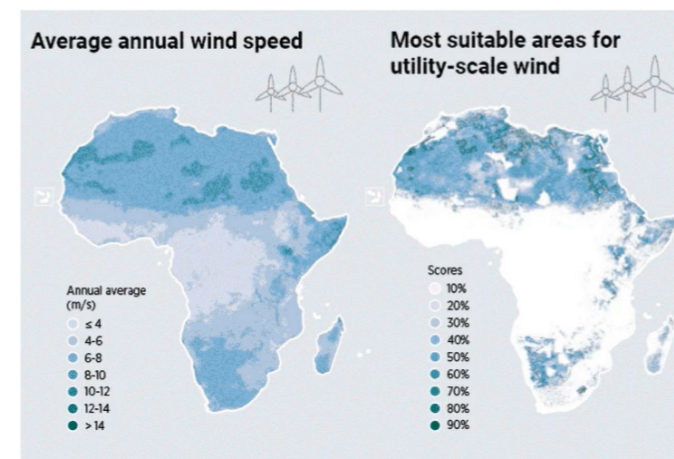 Average annual wind speed
Most suitable areas for
utility-scale wind
Annual average
(m/s)
≤ 4
4-6
6-8
8-10
10-12
12-14
> 14
Scores
10%
20%
30%
40%
50%
60%
70%
80%
90%